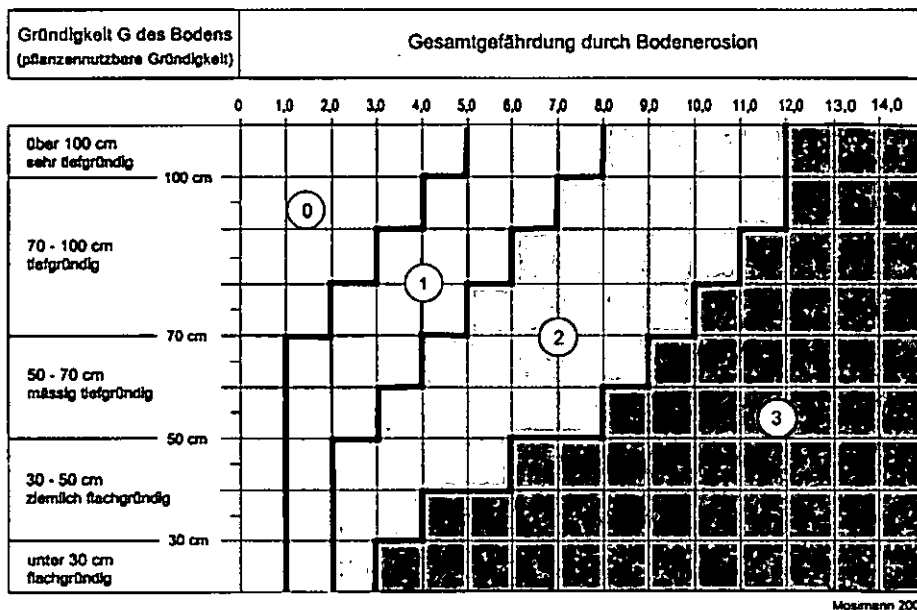 Gründigkeit G des Bodens
(pflanzennutzbare Gründigkeit)
Gesamtgefährdung durch Bodenerosion
0 1,0 2,0 3,0 4,0 5,0 6,0 7,0 8,0 9,0 10,0 11,0 12,0 13,0 14,0
über 100 cm
sehr tiefgründig
100 cm
0
70 - 100 cm
tiefgründig
1
2
70 cm
50 - 70 cm
mässig tiefgründig
3
50 cm
30 - 50 cm
ziemlich flachgründig
30 cm
unter 30 cm
flachgründig
Mosimann 200